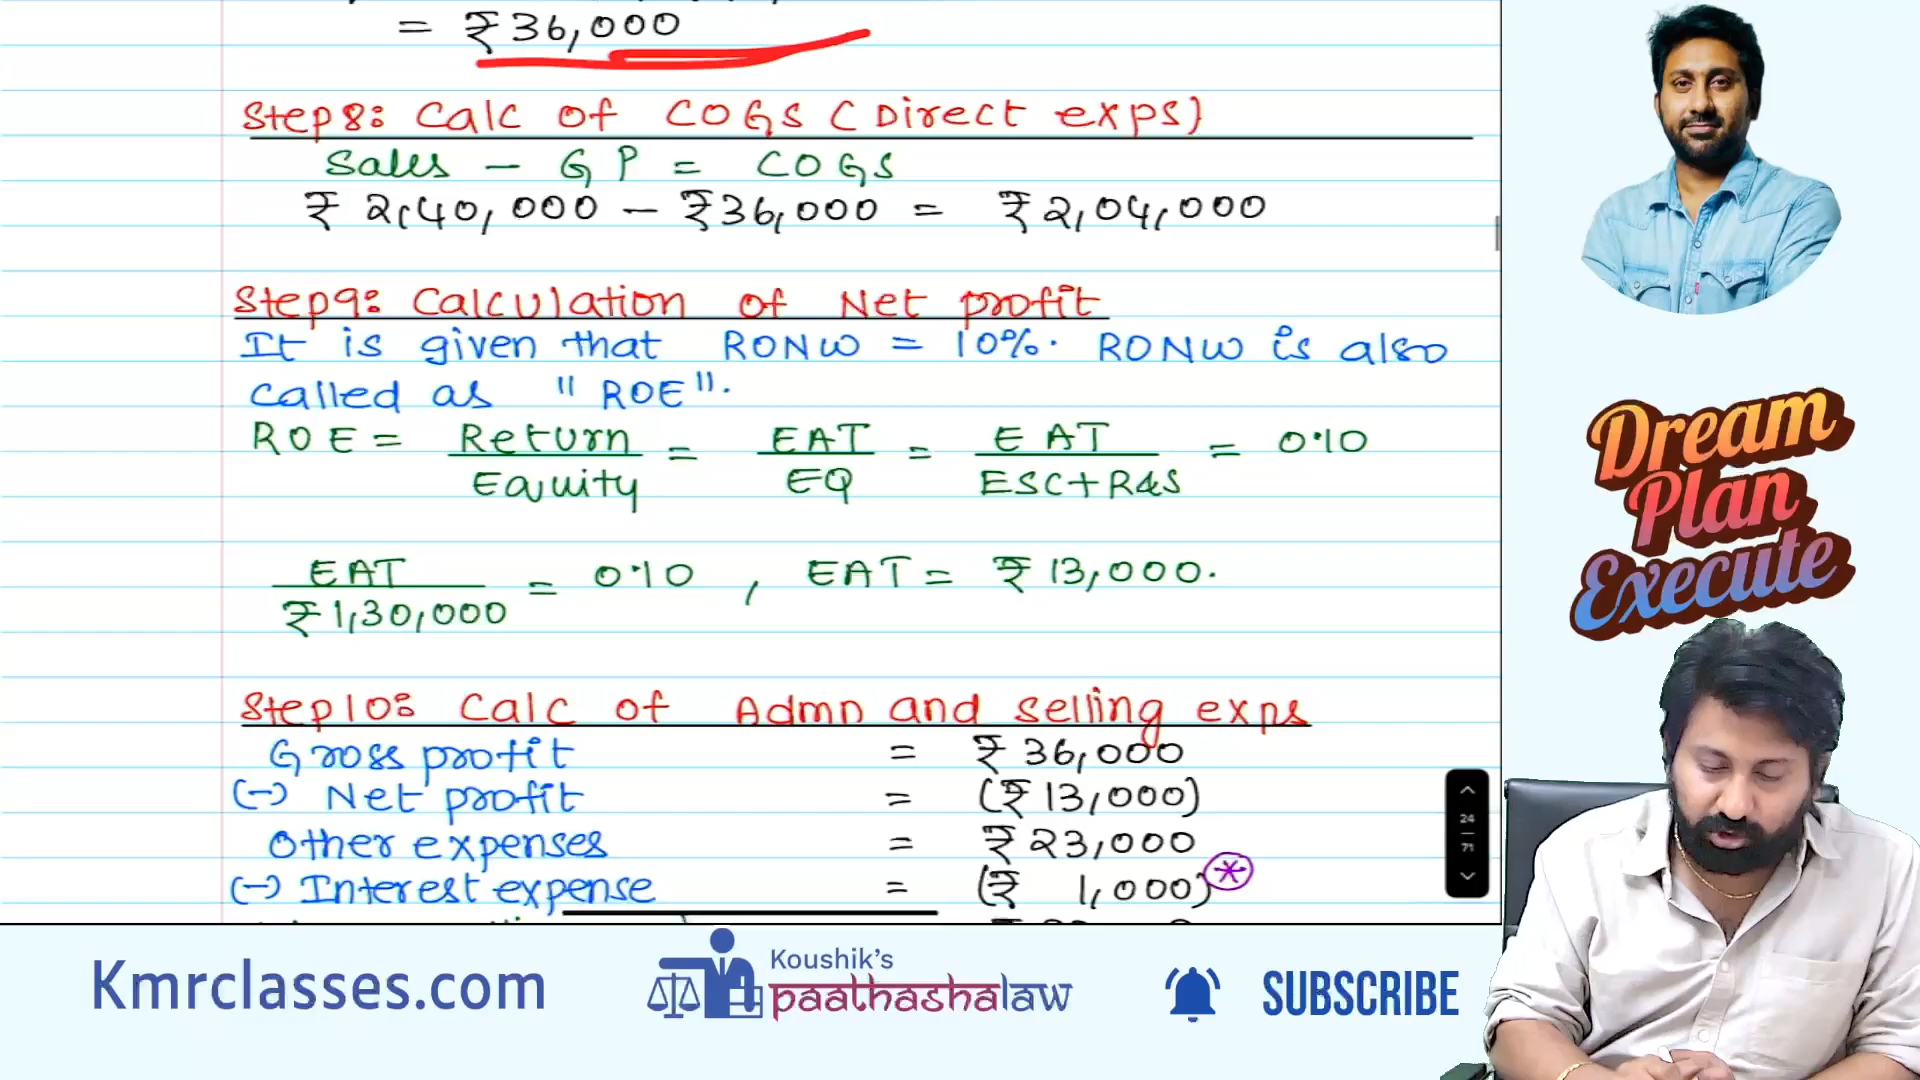 = ₹36,000
Step8: Calc of COGS (Direct exps)
Sales - GP = COGS
₹ 2,40,000 - ₹36,000 = ₹2,04,000
Step9: Calculation of Net profit
It is given that RONW = 10%. RONW is also
called as "ROE".
ROE = Return / Equity = EAT / EQ = EAT / ESC+R&S = 0.10
EAT / ₹1,30,000 = 0.10 , EAT = ₹ 13,000.
Step10: Calc of Admn and selling exps
Gross profit = ₹ 36,000
(-) Net profit = (₹ 13,000)
Other expenses = ₹ 23,000
(-) Interest expense = (₹ 1,000) *
24
71
Dream
Plan
Execute
Kmrclasses.com
Koushik's
paathashalaw
SUBSCRIBE